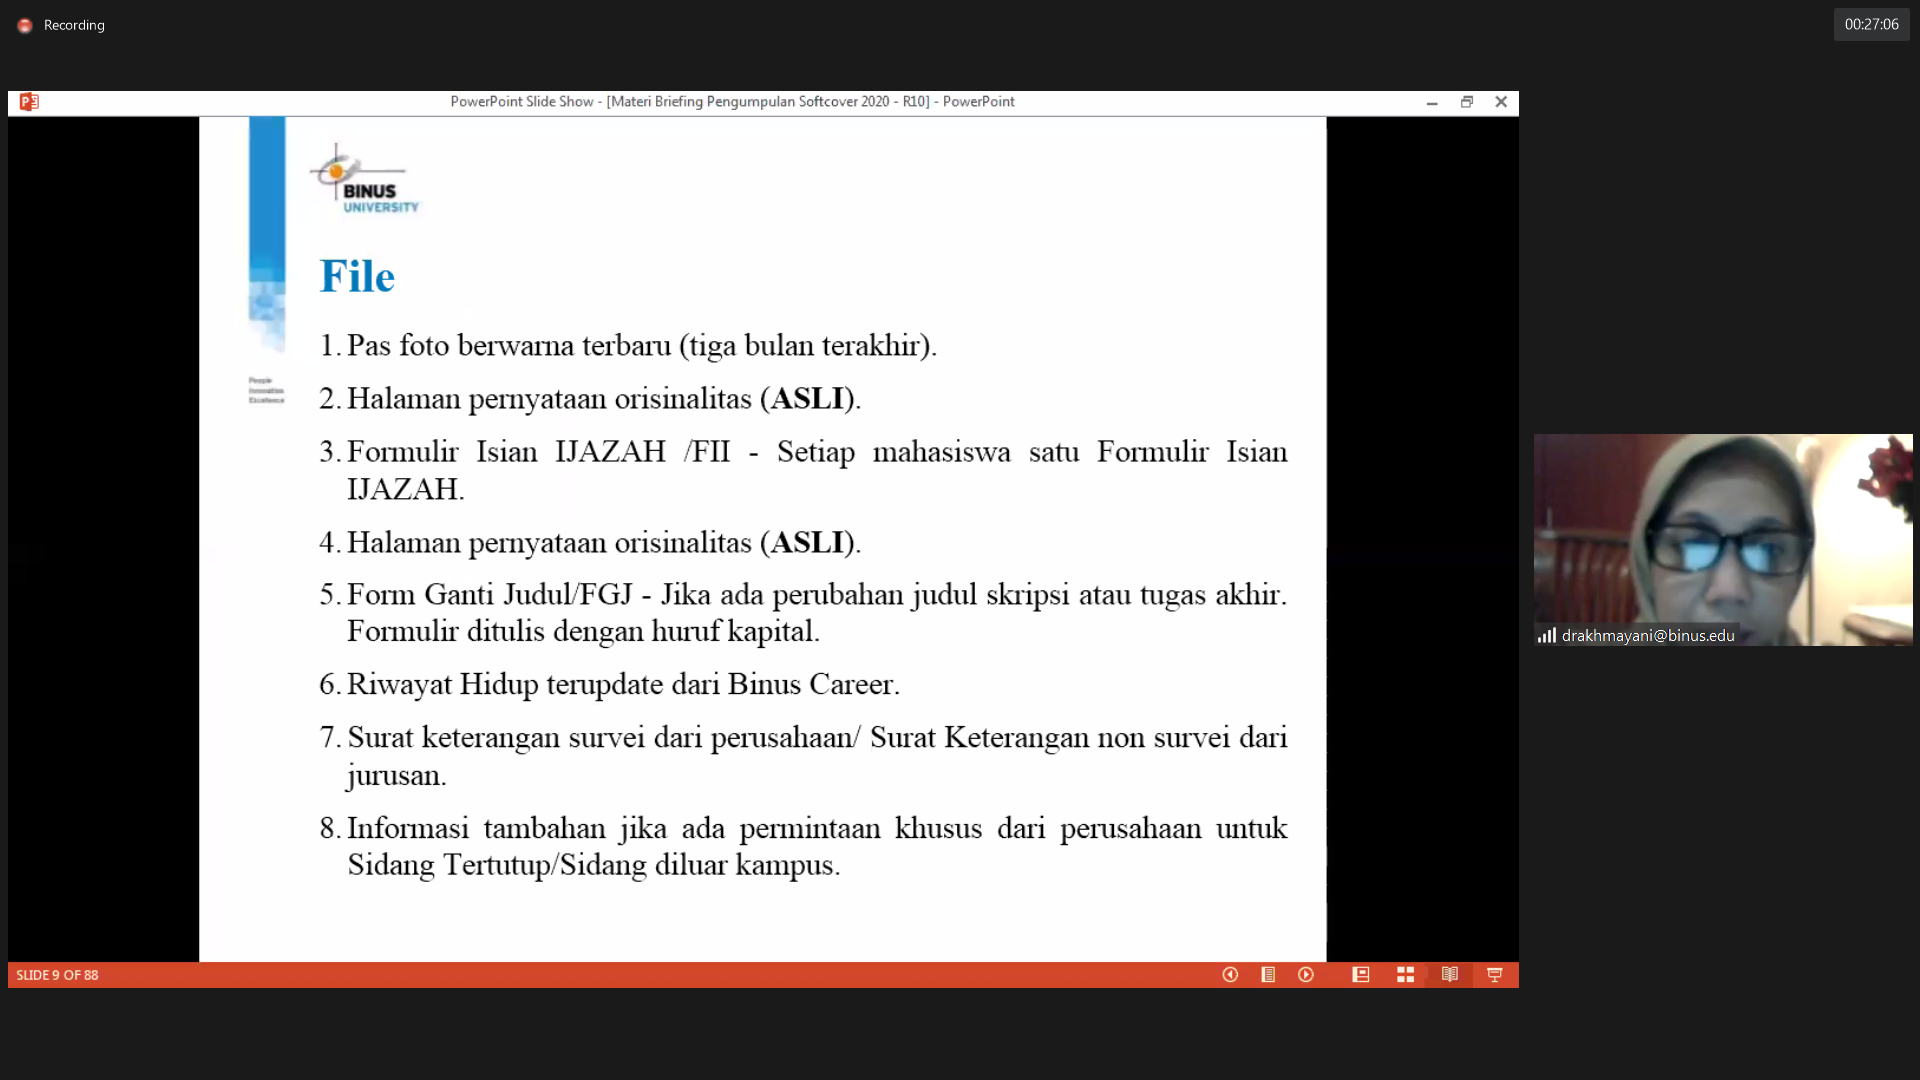 Recording
00:27:06
PowerPoint Slide Show - [Materi Briefing Pengumpulan Softcover 2020 - R10] - PowerPoint
BINUS
UNIVERSITY
File
People
Innovation
Excellence
1. Pas foto berwarna terbaru (tiga bulan terakhir).
2. Halaman pernyataan orisinalitas (ASLI).
3. Formulir Isian IJAZAH /FII - Setiap mahasiswa satu Formulir Isian
IJAZAH.
4. Halaman pernyataan orisinalitas (ASLI).
5. Form Ganti Judul/FGJ - Jika ada perubahan judul skripsi atau tugas akhir.
Formulir ditulis dengan huruf kapital.
6. Riwayat Hidup terupdate dari Binus Career.
7. Surat keterangan survei dari perusahaan/ Surat Keterangan non survei dari
jurusan.
8. Informasi tambahan jika ada permintaan khusus dari perusahaan untuk
Sidang Tertutup/Sidang diluar kampus.
drakhmayani@binus.edu
SLIDE 9 OF 88